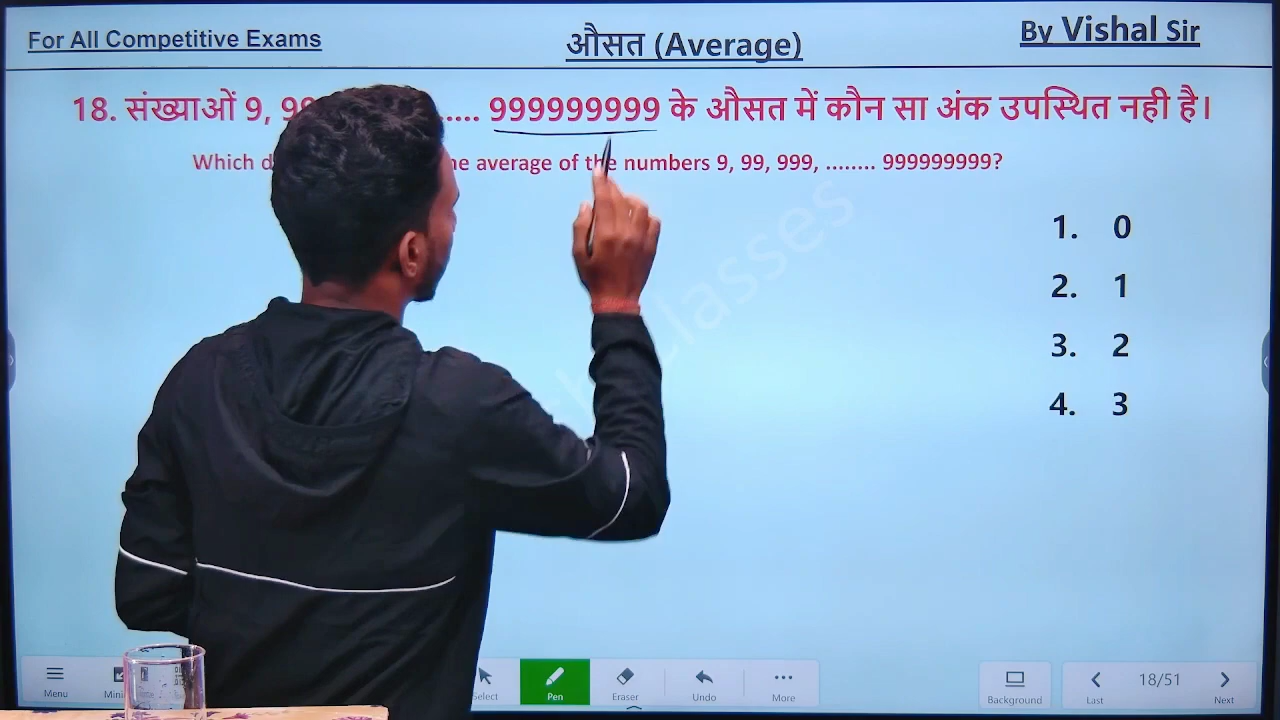 For All Competitive Exams
औसत (Average)
By Vishal Sir
18. संख्याओं 9, 99 ..... 999999999 के औसत में कौन सा अंक उपस्थित नही है।
Which average of the numbers 9, 99, 999, ........ 999999999?
1. 0
2. 1
3. 2
4. 3
classes
Menu
Select
Pen
Eraser
Undo
More
Background
Last
18/51
Next